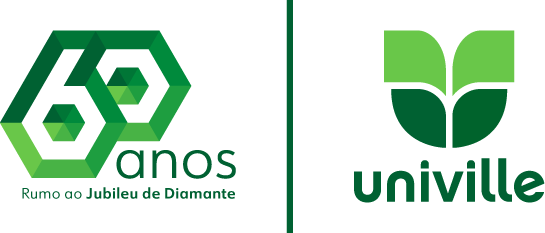 60
anos
Rumo ao Jubileu de Diamante
univille